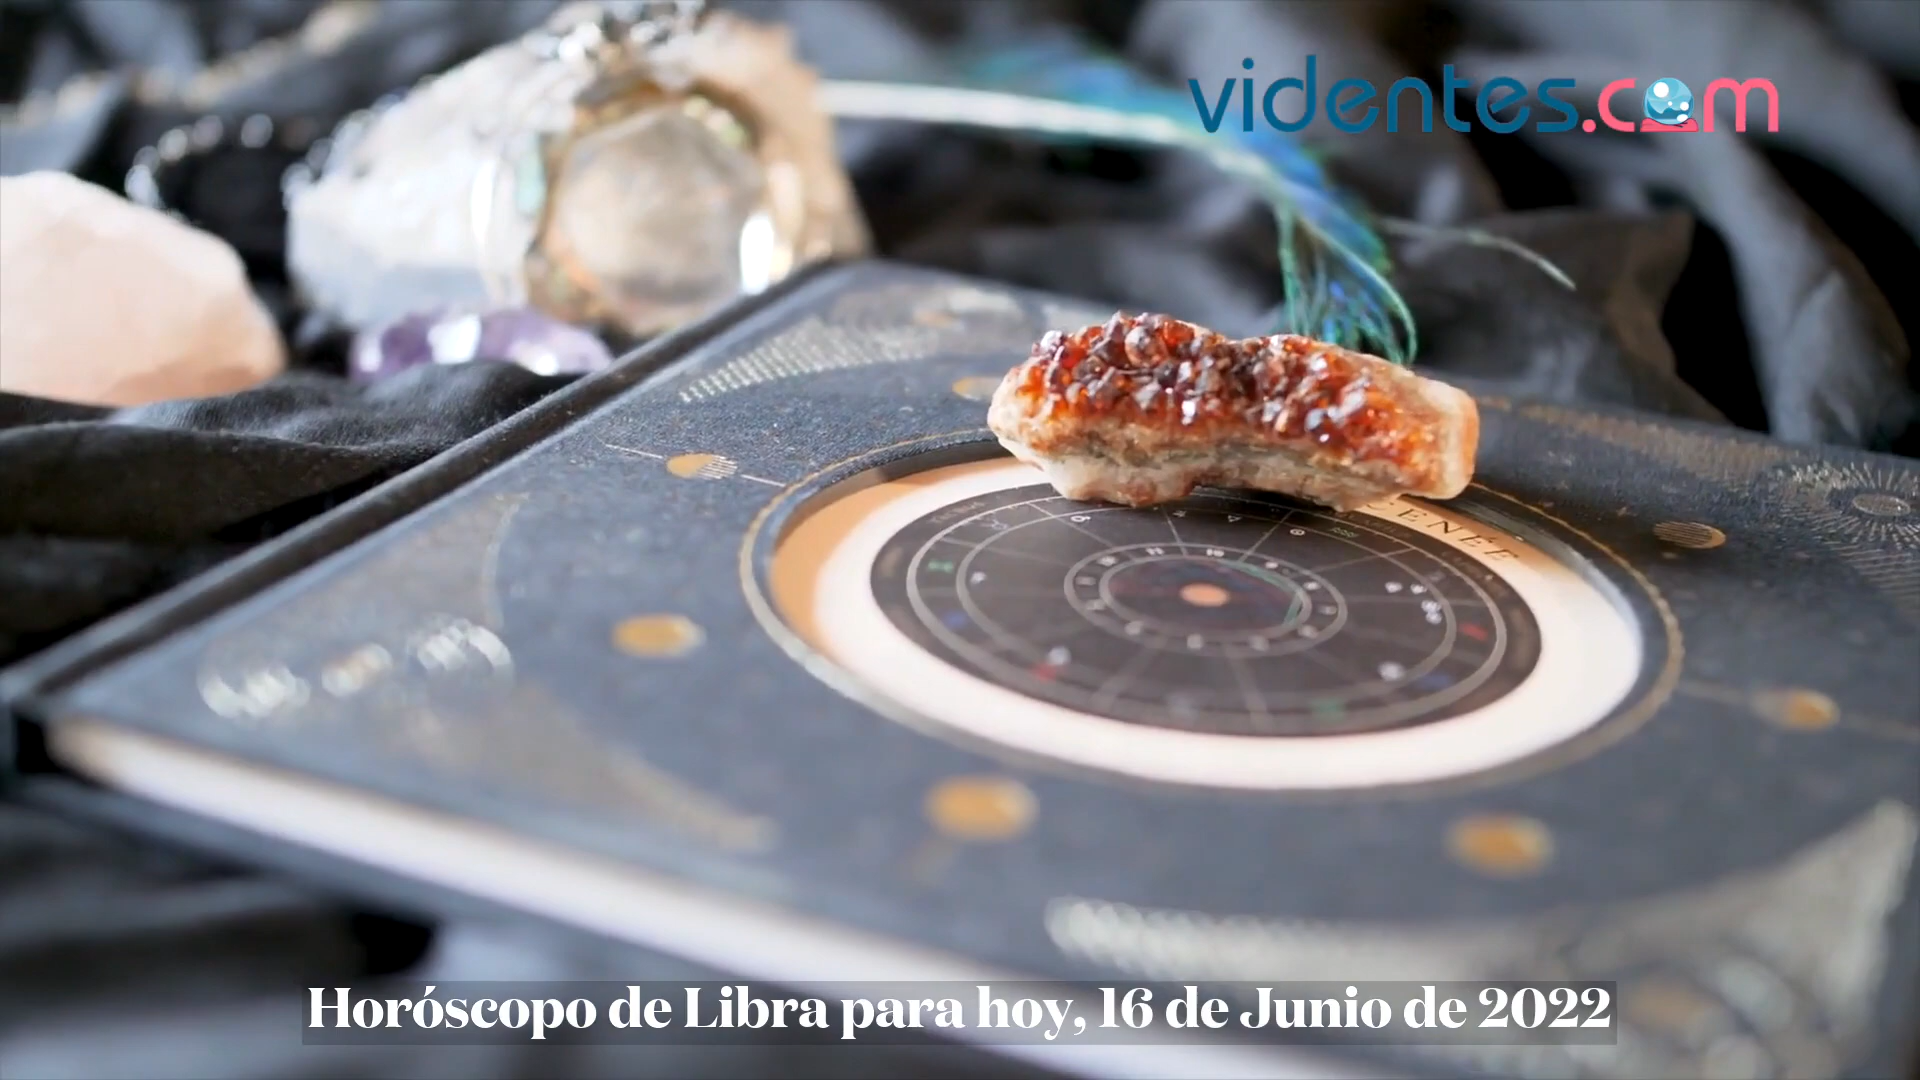 videntes.com
Horóscopo de Libra para hoy, 16 de Junio de 2022